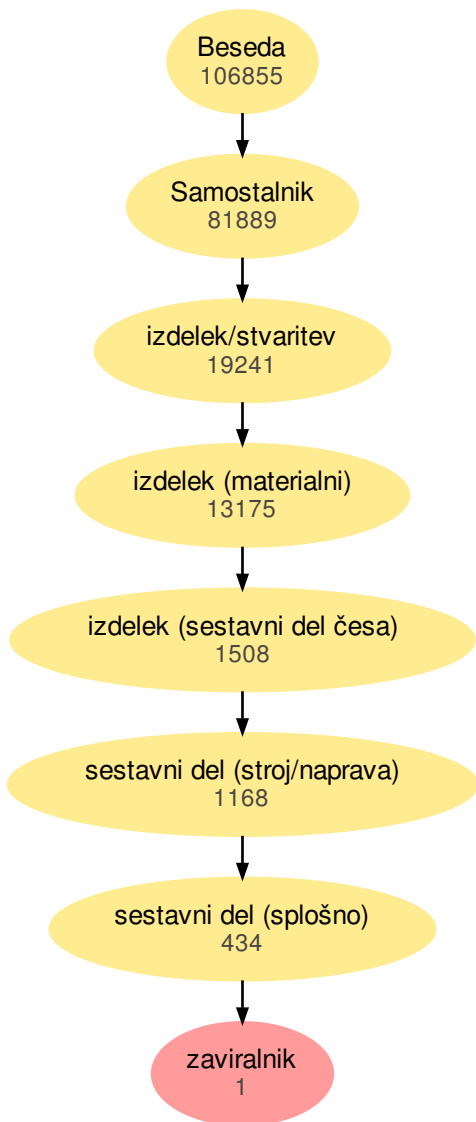 Beseda
106855
Samostalnik
81889
izdelek/stvaritev
19241
izdelek (materialni)
13175
izdelek (sestavni del česa)
1508
sestavni del (stroj/naprava)
1168
sestavni del (splošno)
434
zaviralnik
1